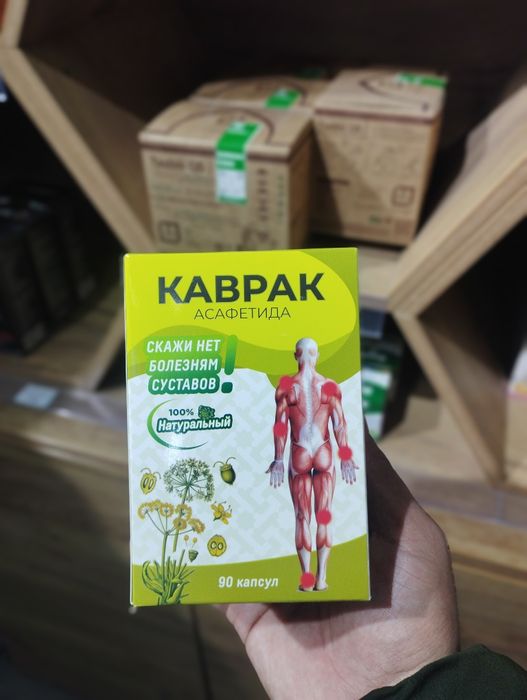 КАВРАК
АСАФЕТИДА
СКАЖИ НЕТ
БОЛЕЗНЯМ
СУСТАВОВ!
100%
Натуральный
90 капсул